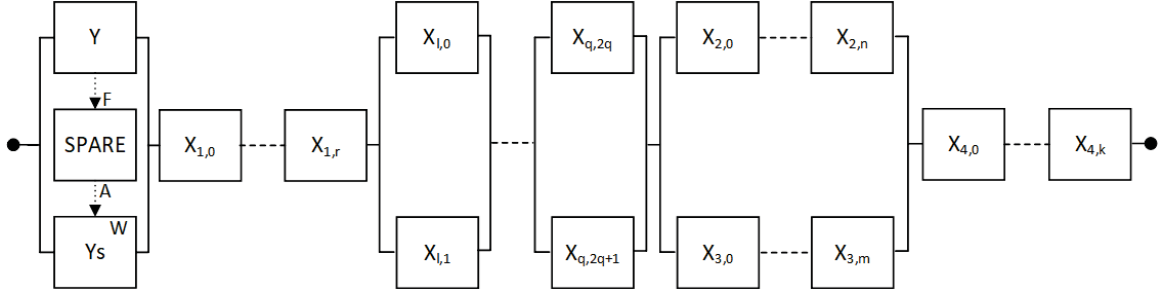 Y
F
SPARE
A
W
Ys
X1,0
X1,r
Xl,0
Xl,1
Xq,2q
Xq,2q+1
X2,0
X2,n
X3,0
X3,m
X4,0
X4,k